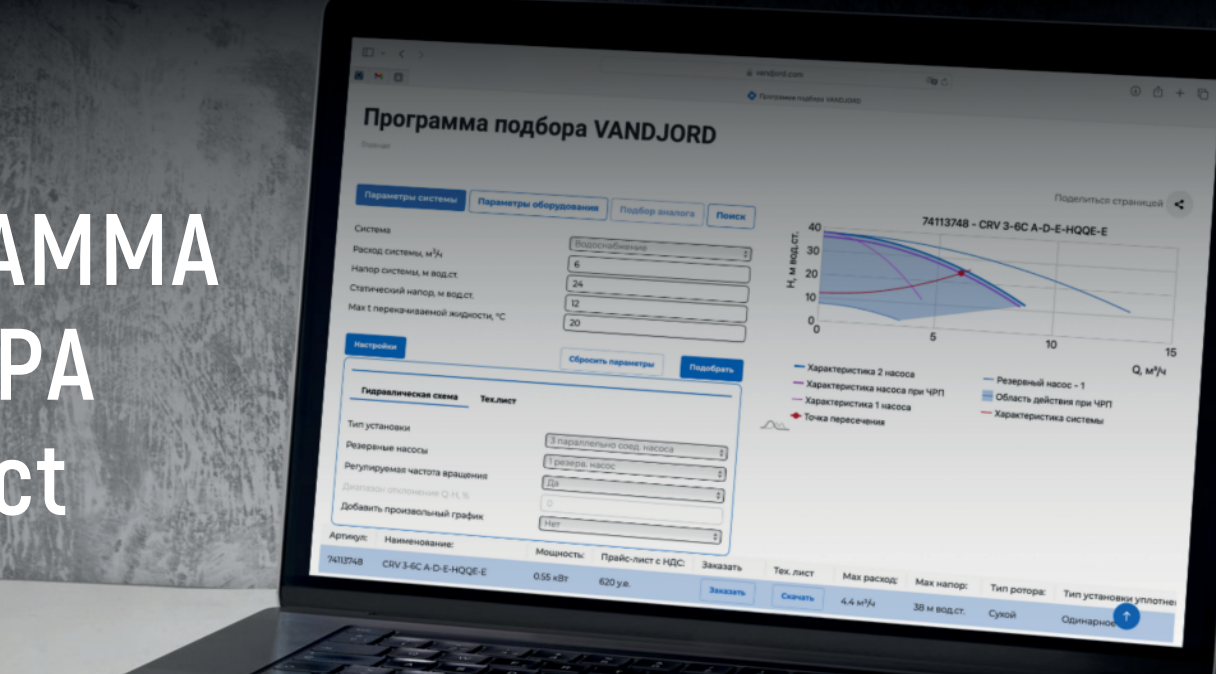 АММА
РА
ct
vandjord.com
Программа подбора VANDJORD
Программа подбора VANDJORD
Главная
Поделиться страницей
Параметры системы Параметры оборудования Подбор аналога Поиск
Система Водоснабжение
Расход системы, м³/ч 6
Напор системы, м вод.ст. 24
Статический напор, м вод.ст. 12
Max t перекачиваемой жидкости, °C 20
Настройки Сбросить параметры Подобрать
Гидравлическая схема Тех.лист
Тип установки 3 параллельно соед. насоса
Резервные насосы 1 резерв. насос
Регулируемая частота вращения Да
Диапазон отклонения Q-H, % 0
Добавить произвольный график Нет
74113748 - CRV 3-6C A-D-E-HQQE-E
H, м вод.ст.
40
30
20
10
0
0 5 10 15
Q, м³/ч
Характеристика 2 насоса
Характеристика насоса при ЧРП
Характеристика 1 насоса
Точка пересечения
Резервный насос - 1
Область действия при ЧРП
Характеристика системы
Артикул: Наименование: Мощность: Прайс-лист с НДС: Заказать Тех. лист Max расход: Max напор: Тип ротора: Тип установки уплотне
74113748 CRV 3-6C A-D-E-HQQE-E 0.55 кВт 620 у.е. Заказать Скачать 4.4 м³/ч 38 м вод.ст. Сухой Одинарное